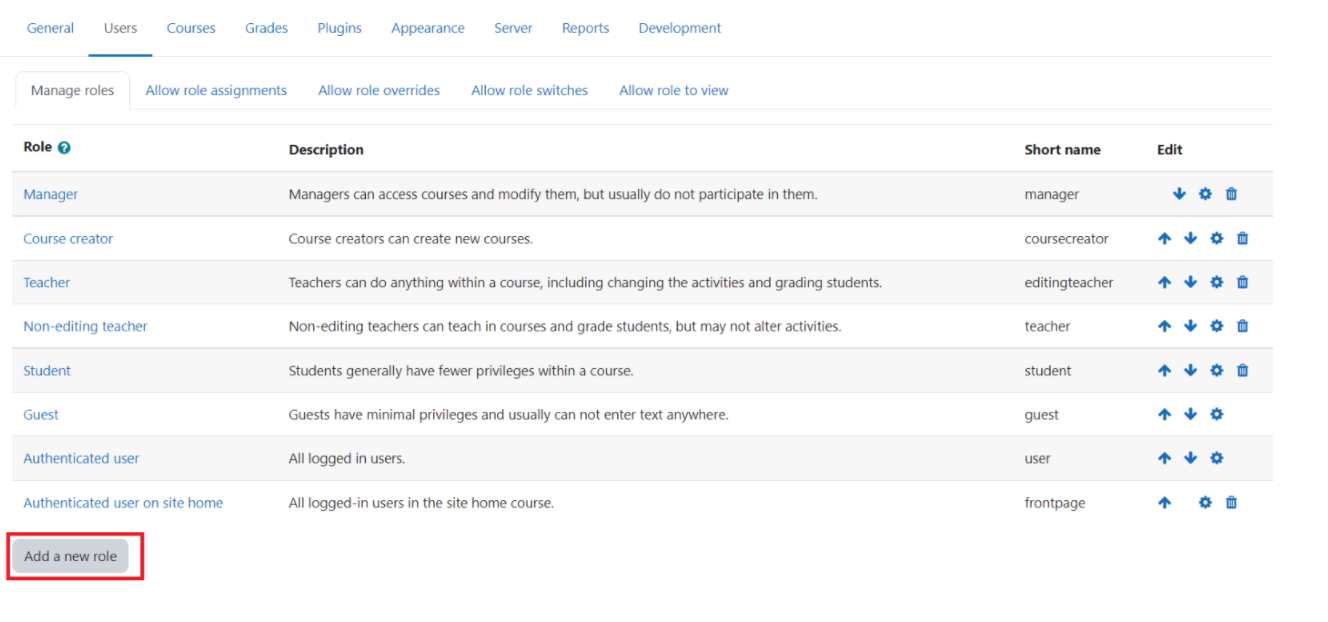 General Users Courses Grades Plugins Appearance Server Reports Development
Manage roles Allow role assignments Allow role overrides Allow role switches Allow role to view
Role Description Short name Edit
Manager Managers can access courses and modify them, but usually do not participate in them. manager
Course creator Course creators can create new courses. coursecreator
Teacher Teachers can do anything within a course, including changing the activities and grading students. editingteacher
Non-editing teacher Non-editing teachers can teach in courses and grade students, but may not alter activities. teacher
Student Students generally have fewer privileges within a course. student
Guest Guests have minimal privileges and usually can not enter text anywhere. guest
Authenticated user All logged in users. user
Authenticated user on site home All logged-in users in the site home course. frontpage
Add a new role